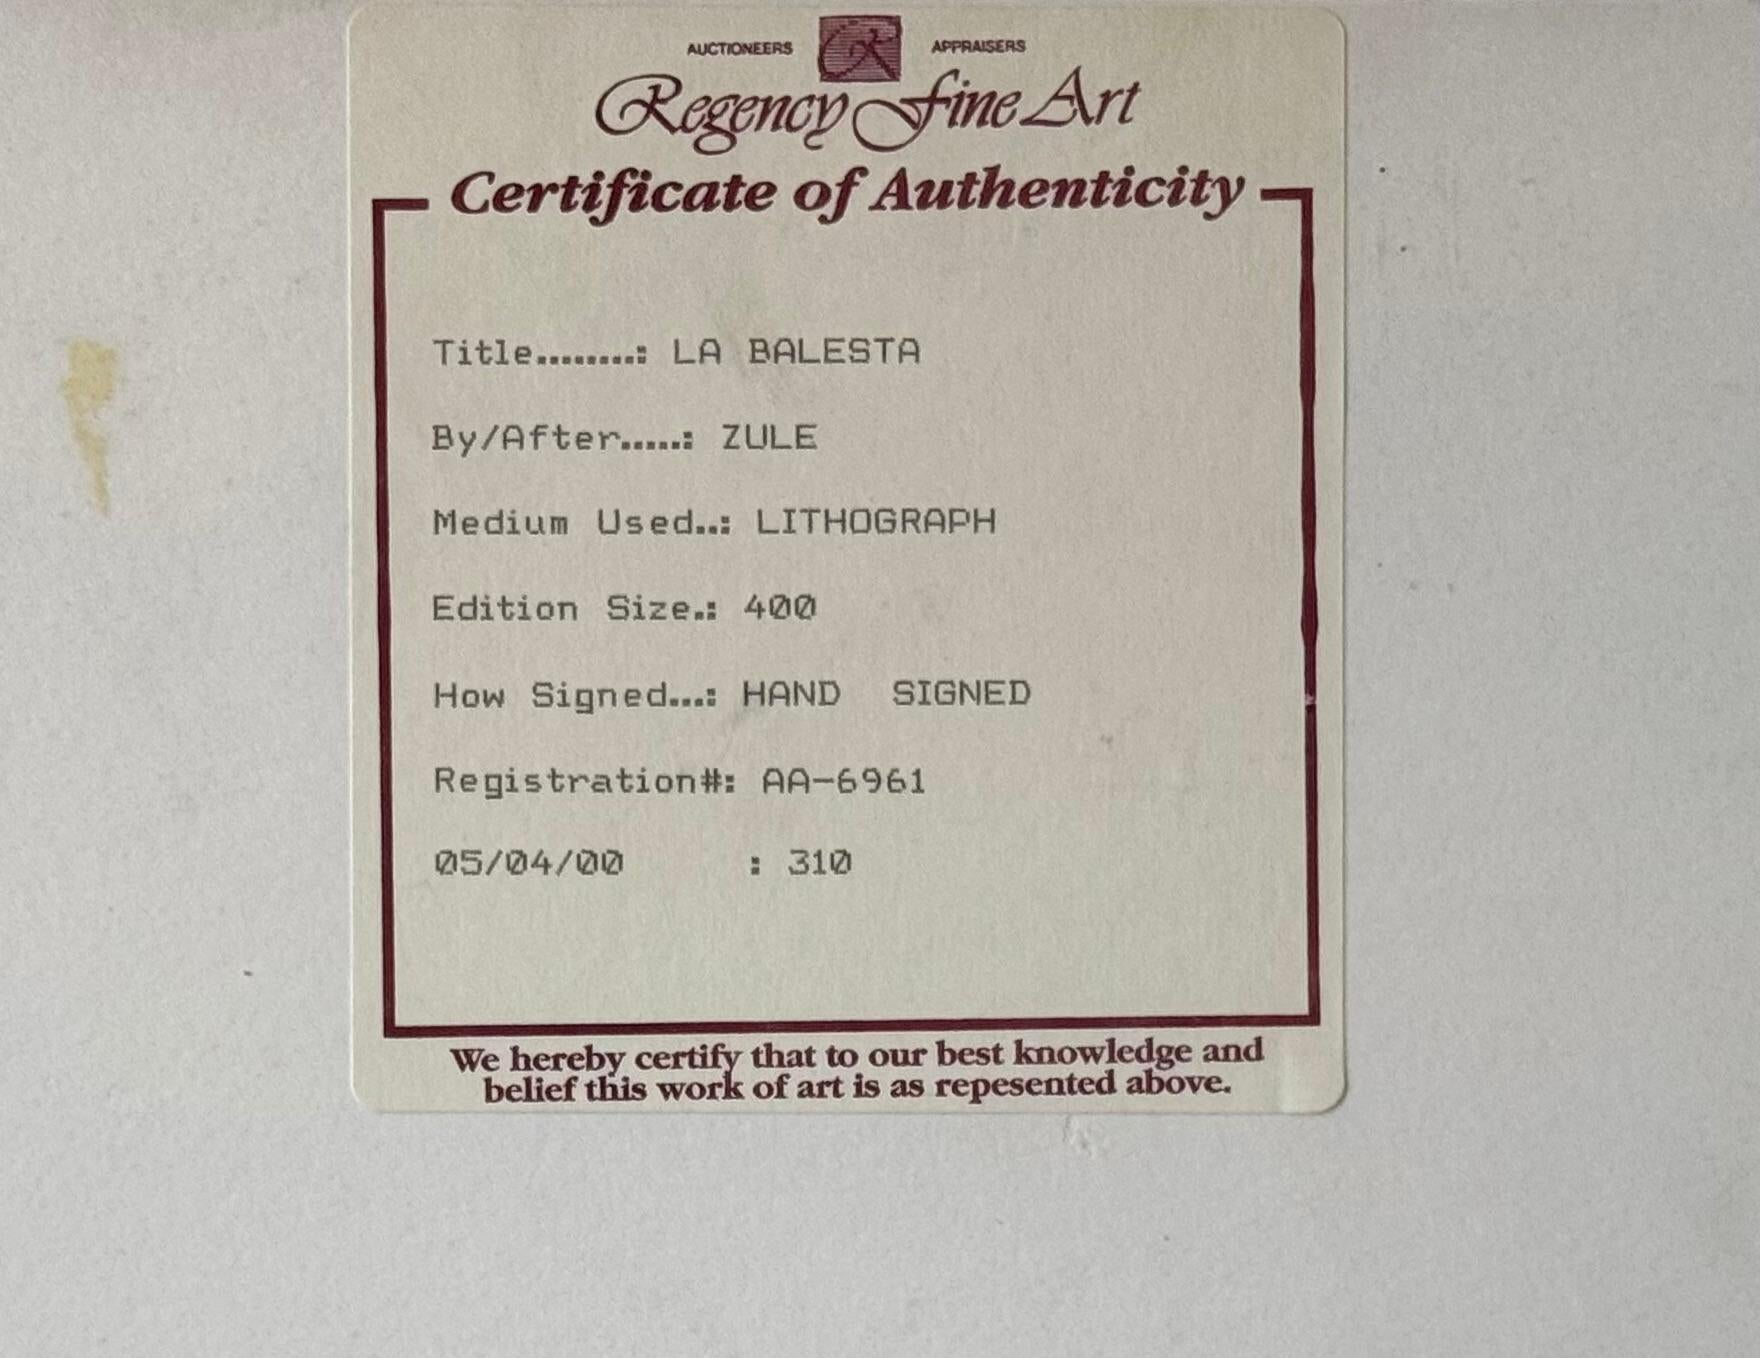 AUCTIONEERS R APPRAISERS
Regency Fine Art
Certificate of Authenticity
Title........: LA BALESTA
By/After.....: ZULE
Medium Used..: LITHOGRAPH
Edition Size.: 400
How Signed...: HAND SIGNED
Registration#: AA-6961
05/04/00 : 310
We hereby certify that to our best knowledge and
belief this work of art is as repesented above.